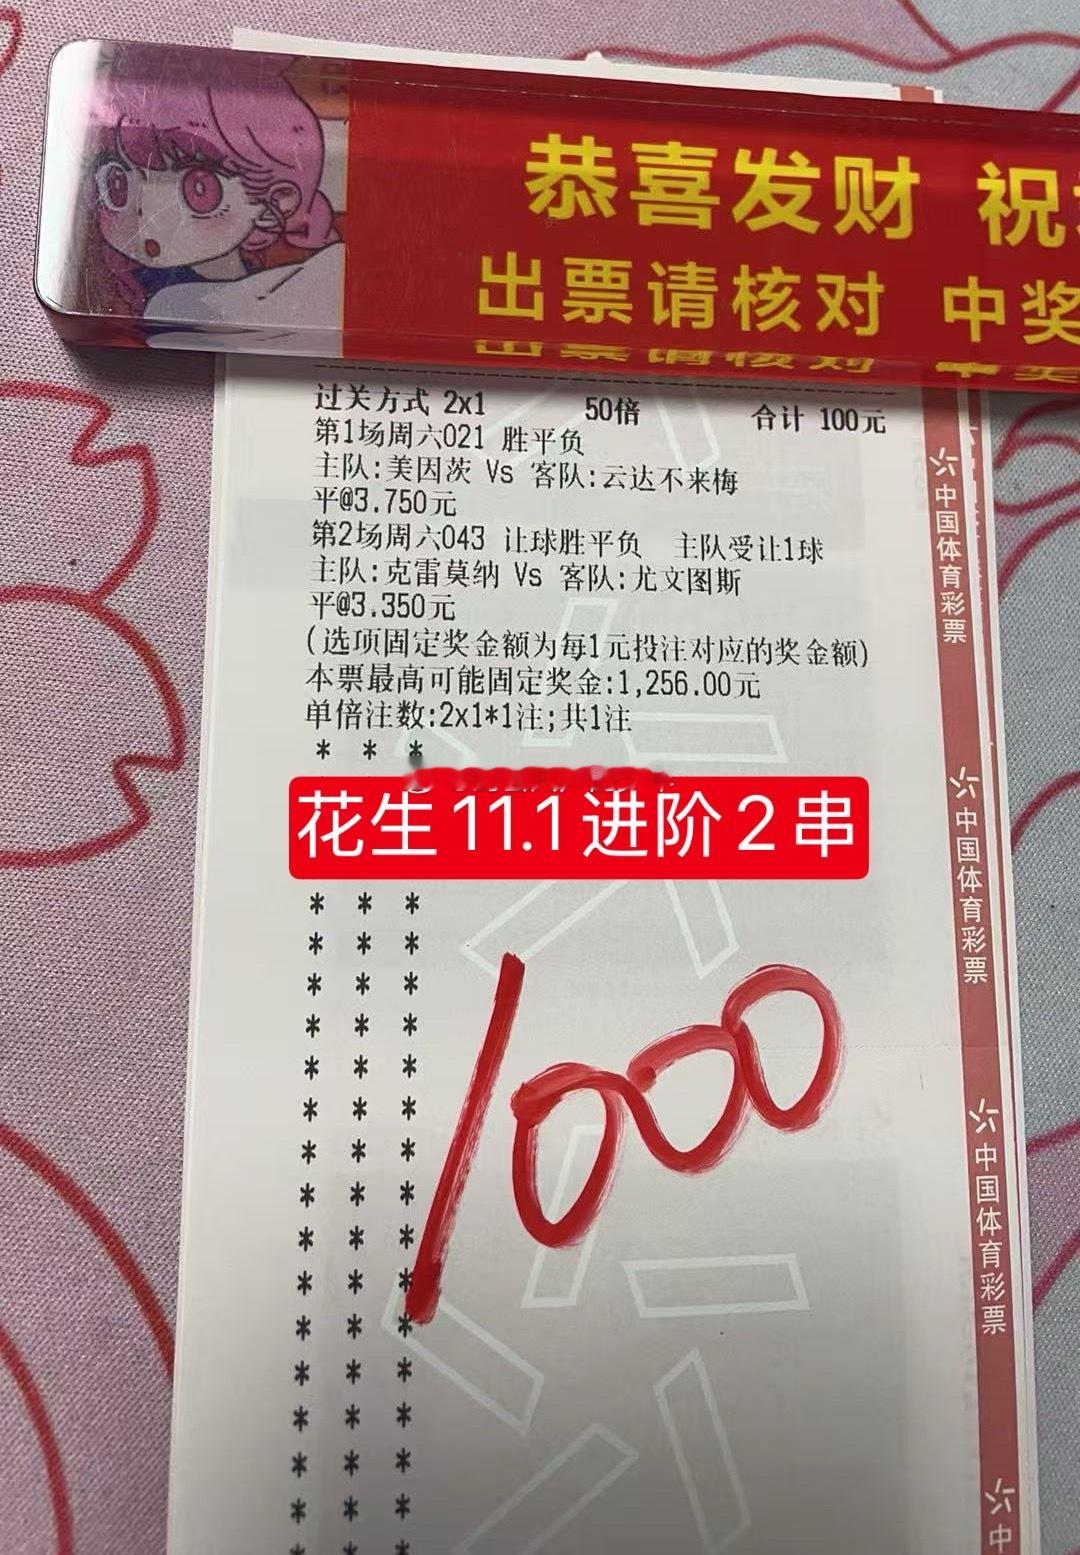 恭喜发财 祝
出票请核对 中奖
过关方式 2x1 50倍 合计 100元
第1场周六021 胜平负
主队:美因茨 Vs 客队:云达不来梅
平@3.750元
第2场周六043 让球胜平负 主队受让1球
主队:克雷莫纳 Vs 客队:尤文图斯
平@3.350元
(选项固定奖金额为每1元投注对应的奖金额)
本票最高可能固定奖金:1,256.00元
单倍注数:2x1*1注;共1注
花生11.1进阶2串
1000
中国体育彩票
中国体育彩票
中国体育彩票
中